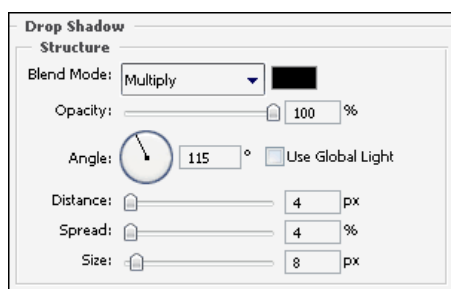 Drop Shadow
Structure
Blend Mode: Multiply
Opacity: 100 %
Angle: 115 ° Use Global Light
Distance: 4 px
Spread: 4 %
Size: 8 px